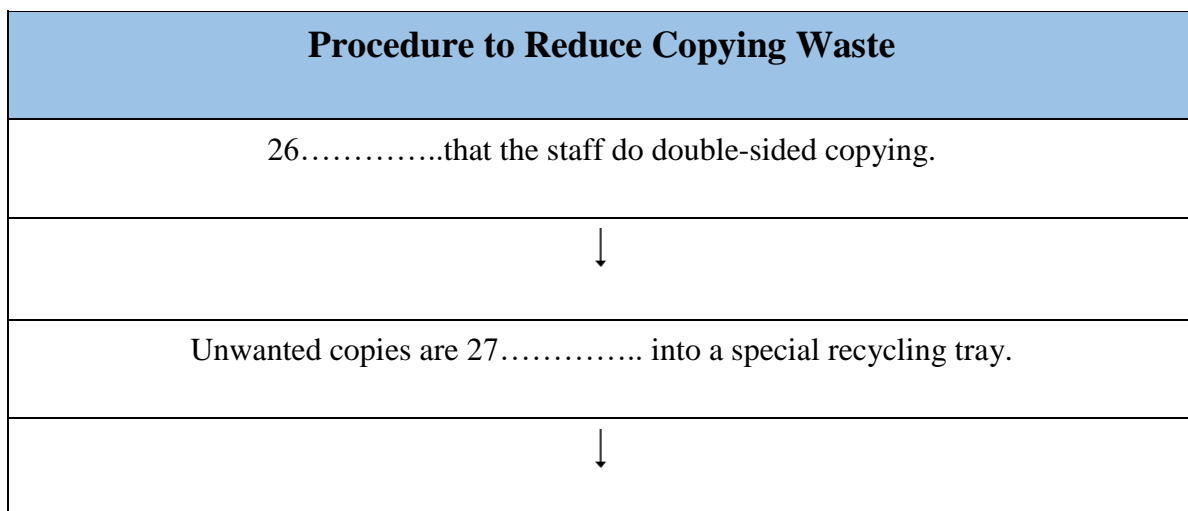 Procedure to Reduce Copying Waste
26…………..that the staff do double-sided copying.
↓
Unwanted copies are 27………….. into a special recycling tray.
↓